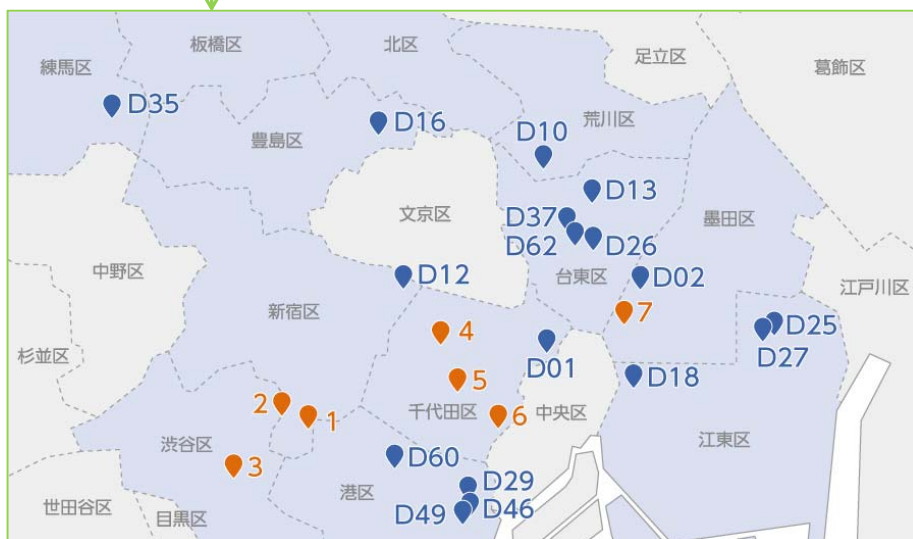 板橋区
北区
足立区
葛飾区
練馬区
D35
D16
荒川区
豊島区
D10
D13
文京区
D37
墨田区
D62
D26
中野区
D12
台東区
D02
江戸川区
新宿区
7
4
D25
杉並区
D01
D27
5
D18
2
千代田区
6
中央区
1
江東区
渋谷区
D60
3
D29
港区
D46
世田谷区
D49
目黒区